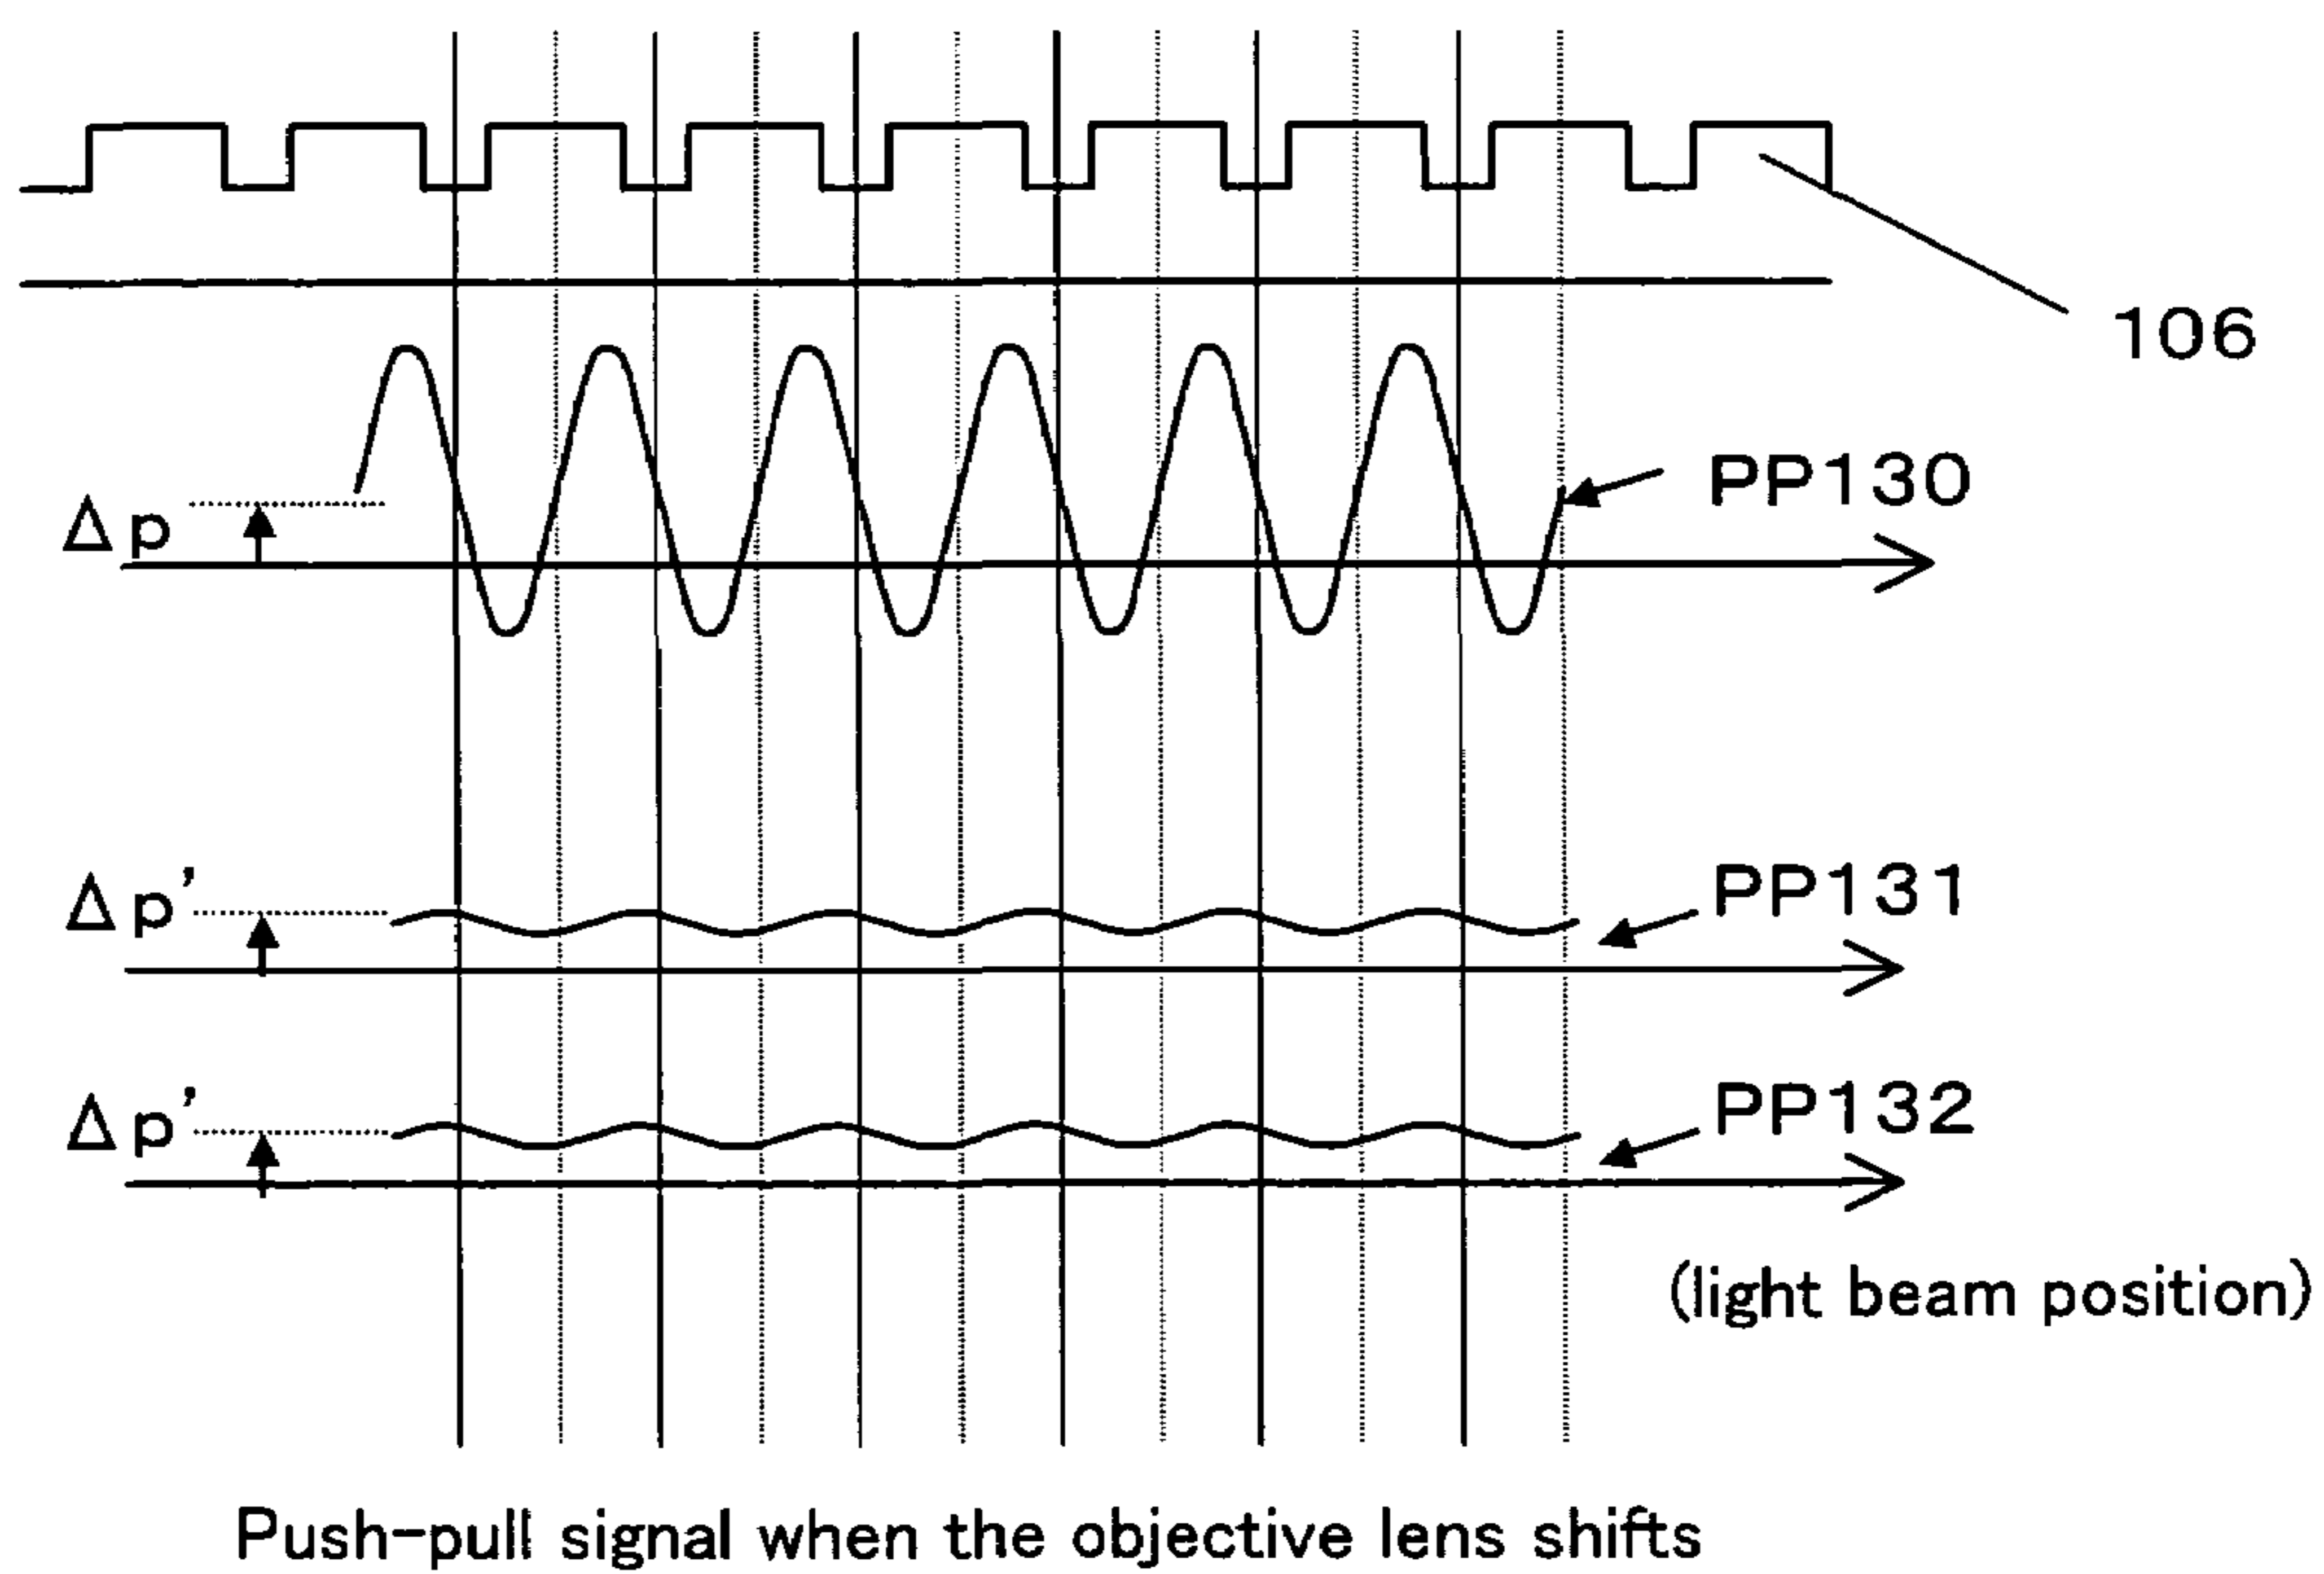 106
PP130
Δp
PP131
Δp'
PP132
Δp'
(light beam position)
Push-pull signal when the objective lens shifts